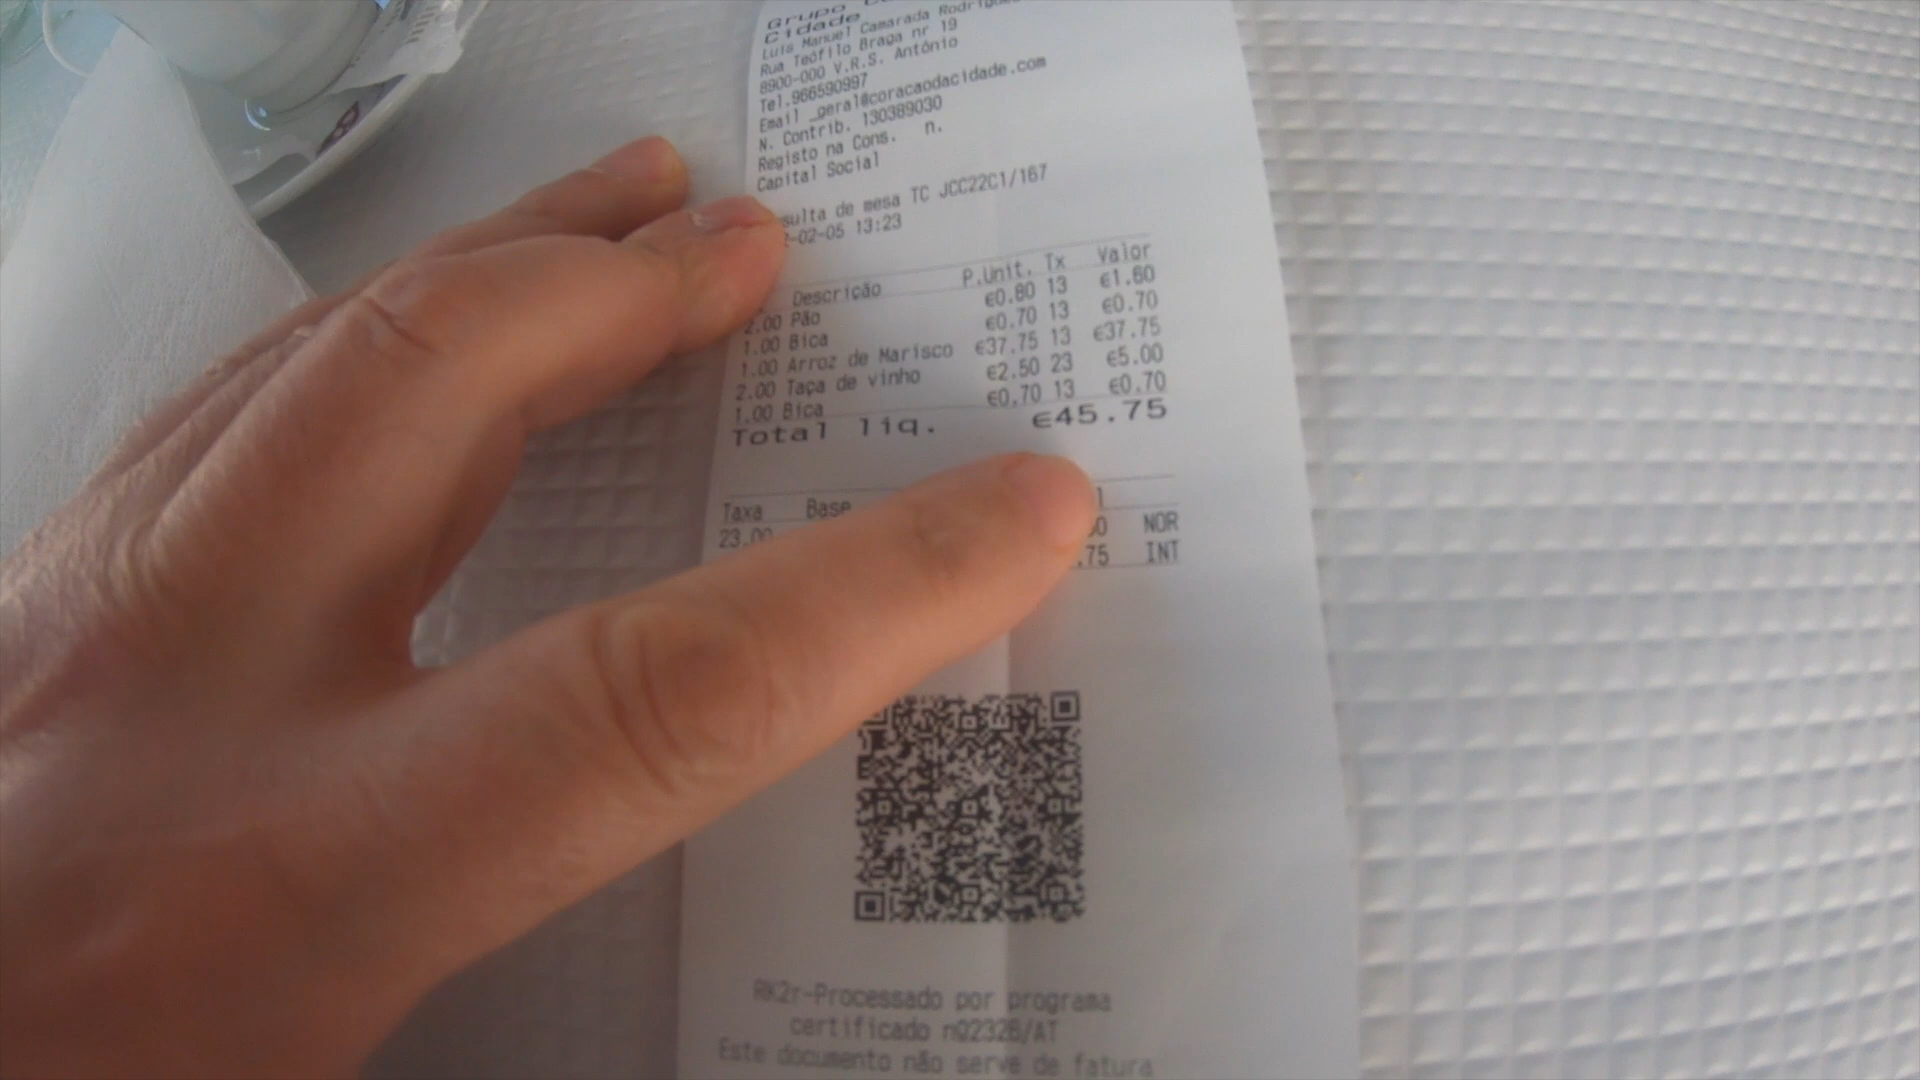 Grupo
Cidade
Luis Manuel Camarada
Rua Teófilo Braga nr 19
8900-000 V.R.S. António
Tel.966590997
Email _geral@coracaodacidade.com
N. Contrib. 130389030
Registo na Cons. n.
Capital Social
de mesa TC JCC22C1/167
-02-05 13:23
Descrição P.Unit. Tx Valor
2.00 Pão €0.80 13 €1.60
1.00 Bica €0.70 13 €0.70
1.00 Arroz de Marisco €37.75 13 €37.75
2.00 Taça de vinho €2.50 23 €5.00
1.00 Bica €0.70 13 €0.70
Total liq. €45.75
Taxa Base
23.00 NOR
.75 INT
RK2r-Processado por programa
certificado nº2326/AT
Este documento não serve de fatura